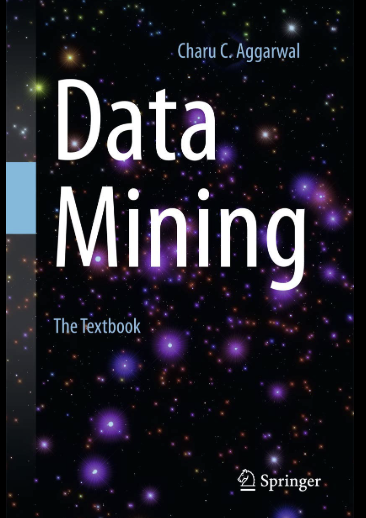 Charu C. Aggarwal
Data
Mining
The Textbook
Springer